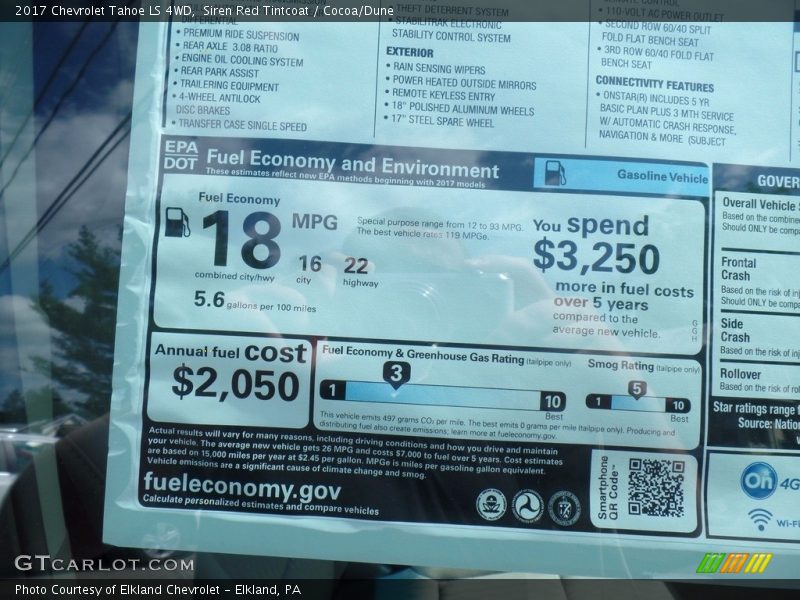 2017 Chevrolet Tahoe LS 4WD, Siren Red Tintcoat / Cocoa/Dune
DIFFERENTIAL
• PREMIUM RIDE SUSPENSION
• REAR AXLE 3.08 RATIO
• ENGINE OIL COOLING SYSTEM
• REAR PARK ASSIST
• TRAILERING EQUIPMENT
• 4-WHEEL ANTILOCK
DISC BRAKES
• TRANSFER CASE SINGLE SPEED
THEFT DETERRENT SYSTEM
• STABILITRAK ELECTRONIC
STABILITY CONTROL SYSTEM
EXTERIOR
• RAIN SENSING WIPERS
• POWER HEATED OUTSIDE MIRRORS
• REMOTE KEYLESS ENTRY
• 18" POLISHED ALUMINUM WHEELS
• 17" STEEL SPARE WHEEL
• 110-VOLT AC POWER OUTLET
• SECOND ROW 60/40 SPLIT
FOLD FLAT BENCH SEAT
• 3RD ROW 60/40 FOLD FLAT
BENCH SEAT
CONNECTIVITY FEATURES
• ONSTAR(R) INCLUDES 5 YR
BASIC PLAN PLUS 3 MTH SERVICE
W/ AUTOMATIC CRASH RESPONSE,
NAVIGATION & MORE (SUBJECT
EPA
DOT
Fuel Economy and Environment
These estimates reflect new EPA methods beginning with 2017 models
Gasoline Vehicle
Fuel Economy
18 MPG
combined city/hwy
16
city
22
highway
5.6 gallons per 100 miles
Special purpose range from 12 to 93 MPG.
The best vehicle rates 119 MPGe.
You spend
$3,250
more in fuel costs
over 5 years
compared to the
average new vehicle.
G
G
H
Annual fuel cost
$2,050
Fuel Economy & Greenhouse Gas Rating (tailpipe only)
3
1
10
Best
Smog Rating (tailpipe only)
5
1
10
Best
This vehicle emits 497 grams CO₂ per mile. The best emits 0 grams per mile (tailpipe only). Producing and
distributing fuel also create emissions; learn more at fueleconomy.gov.
Actual results will vary for many reasons, including driving conditions and how you drive and maintain
your vehicle. The average new vehicle gets 26 MPG and costs $7,000 to fuel over 5 years. Cost estimates
are based on 15,000 miles per year at $2.45 per gallon. MPGe is miles per gasoline gallon equivalent.
Vehicle emissions are a significant cause of climate change and smog.
fueleconomy.gov
Calculate personalized estimates and compare vehicles
Smartphone
QR Code™
GOVER
Overall Vehicle S
Based on the combine
Should ONLY be compa
Frontal
Crash
Based on the risk of inj
Should ONLY be compa
Side
Crash
Based on the risk of inj
Rollover
Based on the risk of rol
Star ratings range f
Source: Nation
On 4G
Wi-Fi
GTCARLOT.COM
Photo Courtesy of Elkland Chevrolet – Elkland, PA